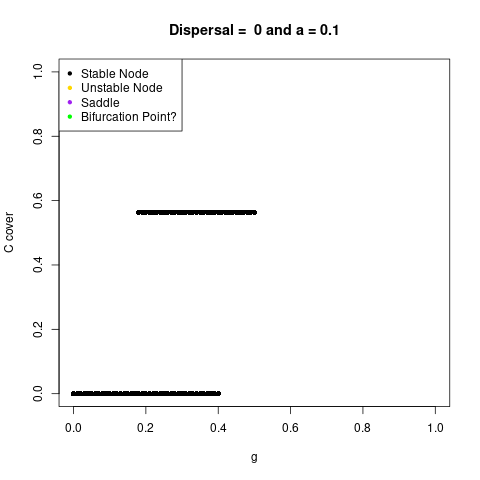 Dispersal =  0 and a = 0.1
Stable Node
Unstable Node
Saddle
Bifurcation Point?
C cover
1.0
0.8
0.6
0.4
0.2
0.0
0.0 0.2 0.4 0.6 0.8 1.0
g